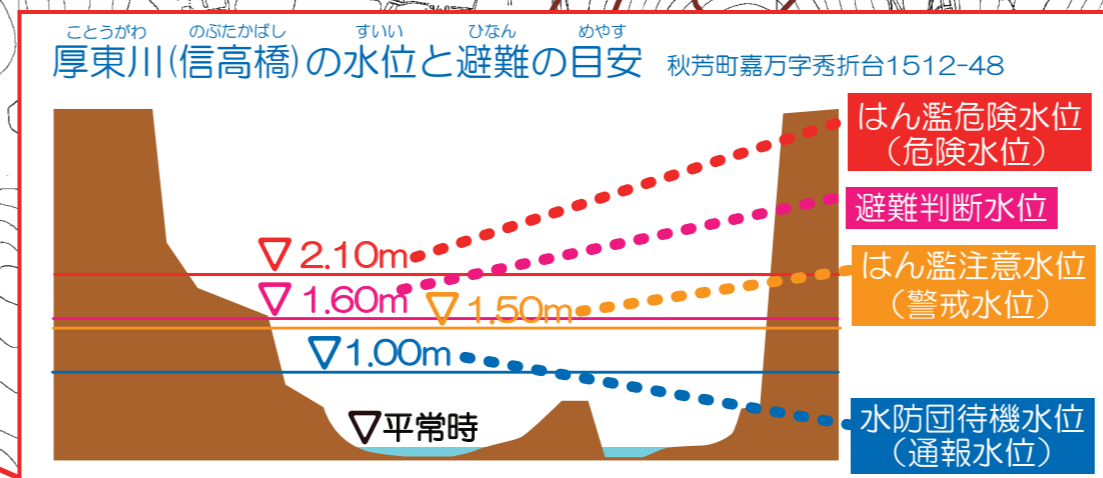 ことうがわ のぶたかばし すいい ひなん めやす
厚東川(信高橋)の水位と避難の目安 秋芳町嘉万字秀折台1512-48
はん濫危険水位
(危険水位)
避難判断水位
▽2.10m
はん濫注意水位
(警戒水位)
▽1.60m ▽1.50m
▽1.00m
水防団待機水位
(通報水位)
▽平常時